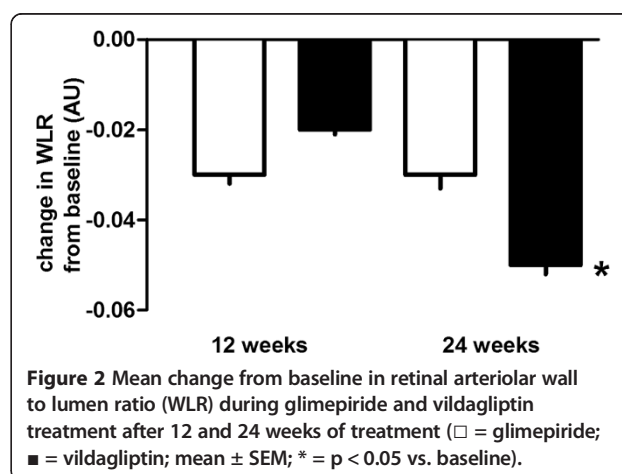 0.00
-0.02
-0.04
-0.06
change in WLR
from baseline (AU)
*
12 weeks 24 weeks
Figure 2 Mean change from baseline in retinal arteriolar wall
to lumen ratio (WLR) during glimepiride and vildagliptin
treatment after 12 and 24 weeks of treatment (□ = glimepiride;
■ = vildagliptin; mean ± SEM; * = p < 0.05 vs. baseline).